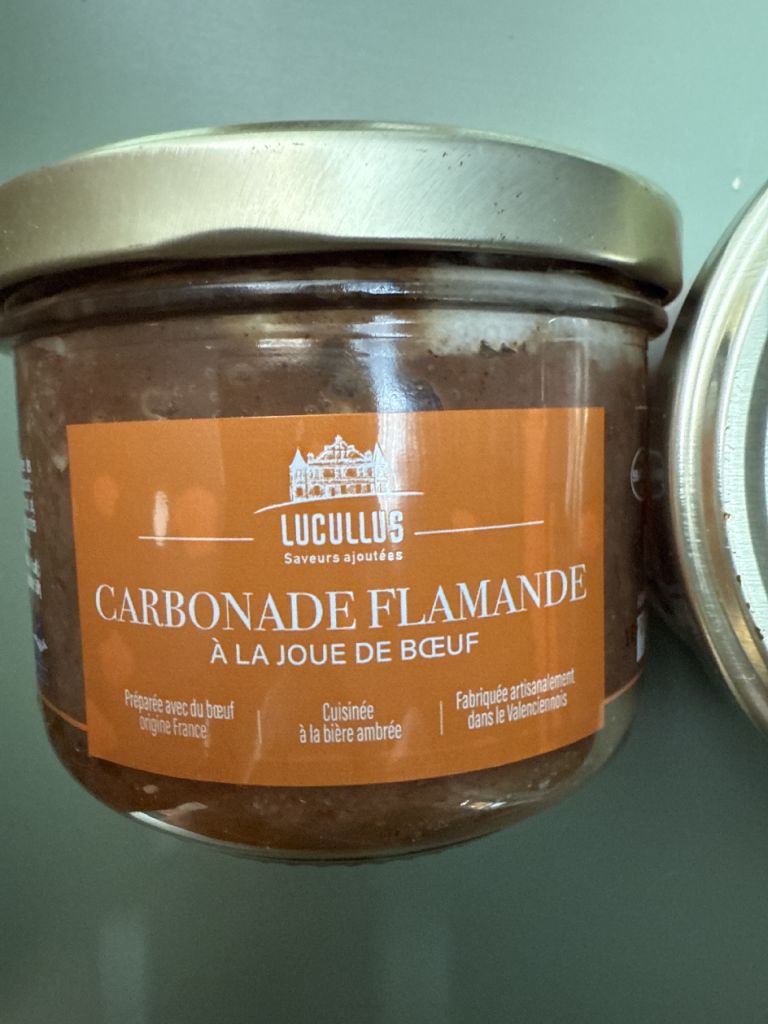 LUCULLUS
Saveurs ajoutées
CARBONADE FLAMANDE
À LA JOUE DE BŒUF
Préparée avec du bœuf
origine France
Cuisinée
à la bière ambrée
Fabriquée artisanalement
dans le Valenciennois